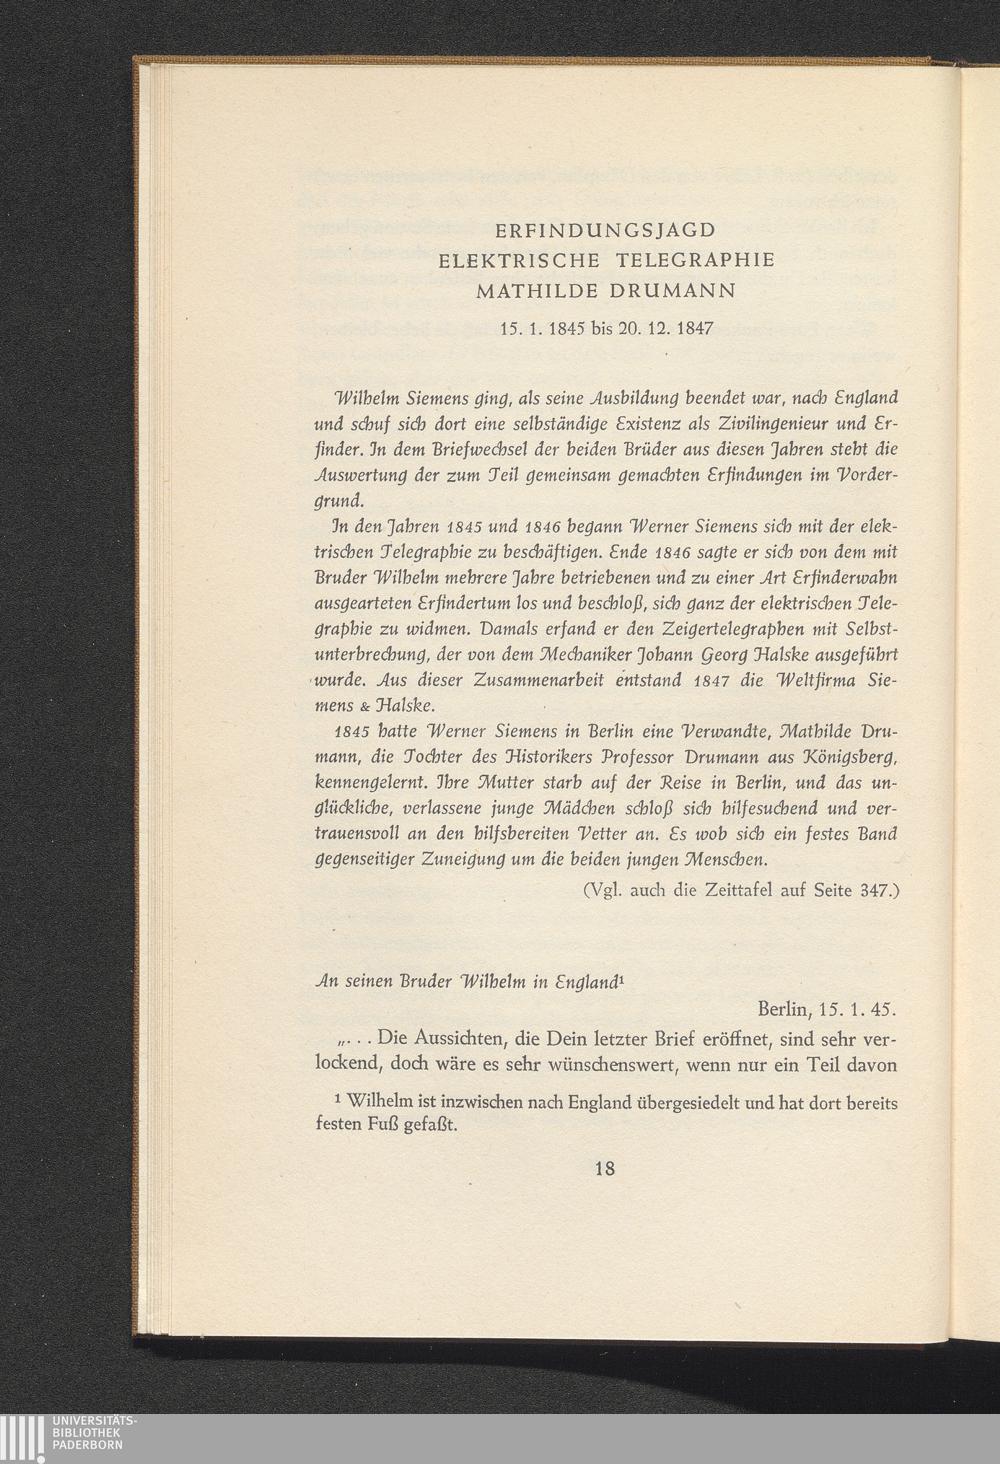 ERFINDUNGSJAGD
ELEKTRISCHE TELEGRAPHIE
MATHILDE DRUMANN
15. 1. 1845 bis 20. 12. 1847
Wilhelm Siemens ging, als seine Ausbildung beendet war, nach England
und schuf sich dort eine selbständige Existenz als Zivilingenieur und Er-
finder. In dem Briefwechsel der beiden Brüder aus diesen Jahren steht die
Auswertung der zum Teil gemeinsam gemachten Erfindungen im Vorder-
grund.
In den Jahren 1845 und 1846 begann Werner Siemens sich mit der elek-
trischen Telegraphie zu beschäftigen. Ende 1846 sagte er sich von dem mit
Bruder Wilhelm mehrere Jahre betriebenen und zu einer Art Erfinderwahn
ausgearteten Erfindertum los und beschloß, sich ganz der elektrischen Tele-
graphie zu widmen. Damals erfand er den Zeigertelegraphen mit Selbst-
unterbrechung, der von dem Mechaniker Johann Georg Halske ausgeführt
wurde. Aus dieser Zusammenarbeit entstand 1847 die Weltfirma Sie-
mens & Halske.
1845 hatte Werner Siemens in Berlin eine Verwandte, Mathilde Dru-
mann, die Tochter des Historikers Professor Drumann aus Königsberg,
kennengelernt. Ihre Mutter starb auf der Reise in Berlin, und das un-
glückliche, verlassene junge Mädchen schloß sich hilfesuchend und ver-
trauensvoll an den hilfsbereiten Vetter an. Es wob sich ein festes Band
gegenseitiger Zuneigung um die beiden jungen Menschen.
(Vgl. auch die Zeittafel auf Seite 347.)
An seinen Bruder Wilhelm in England¹
Berlin, 15. 1. 45.
„. . . Die Aussichten, die Dein letzter Brief eröffnet, sind sehr ver-
lockend, doch wäre es sehr wünschenswert, wenn nur ein Teil davon
1 Wilhelm ist inzwischen nach England übergesiedelt und hat dort bereits
festen Fuß gefaßt.
18
UNIVERSITÄTS-
BIBLIOTHEK
PADERBORN